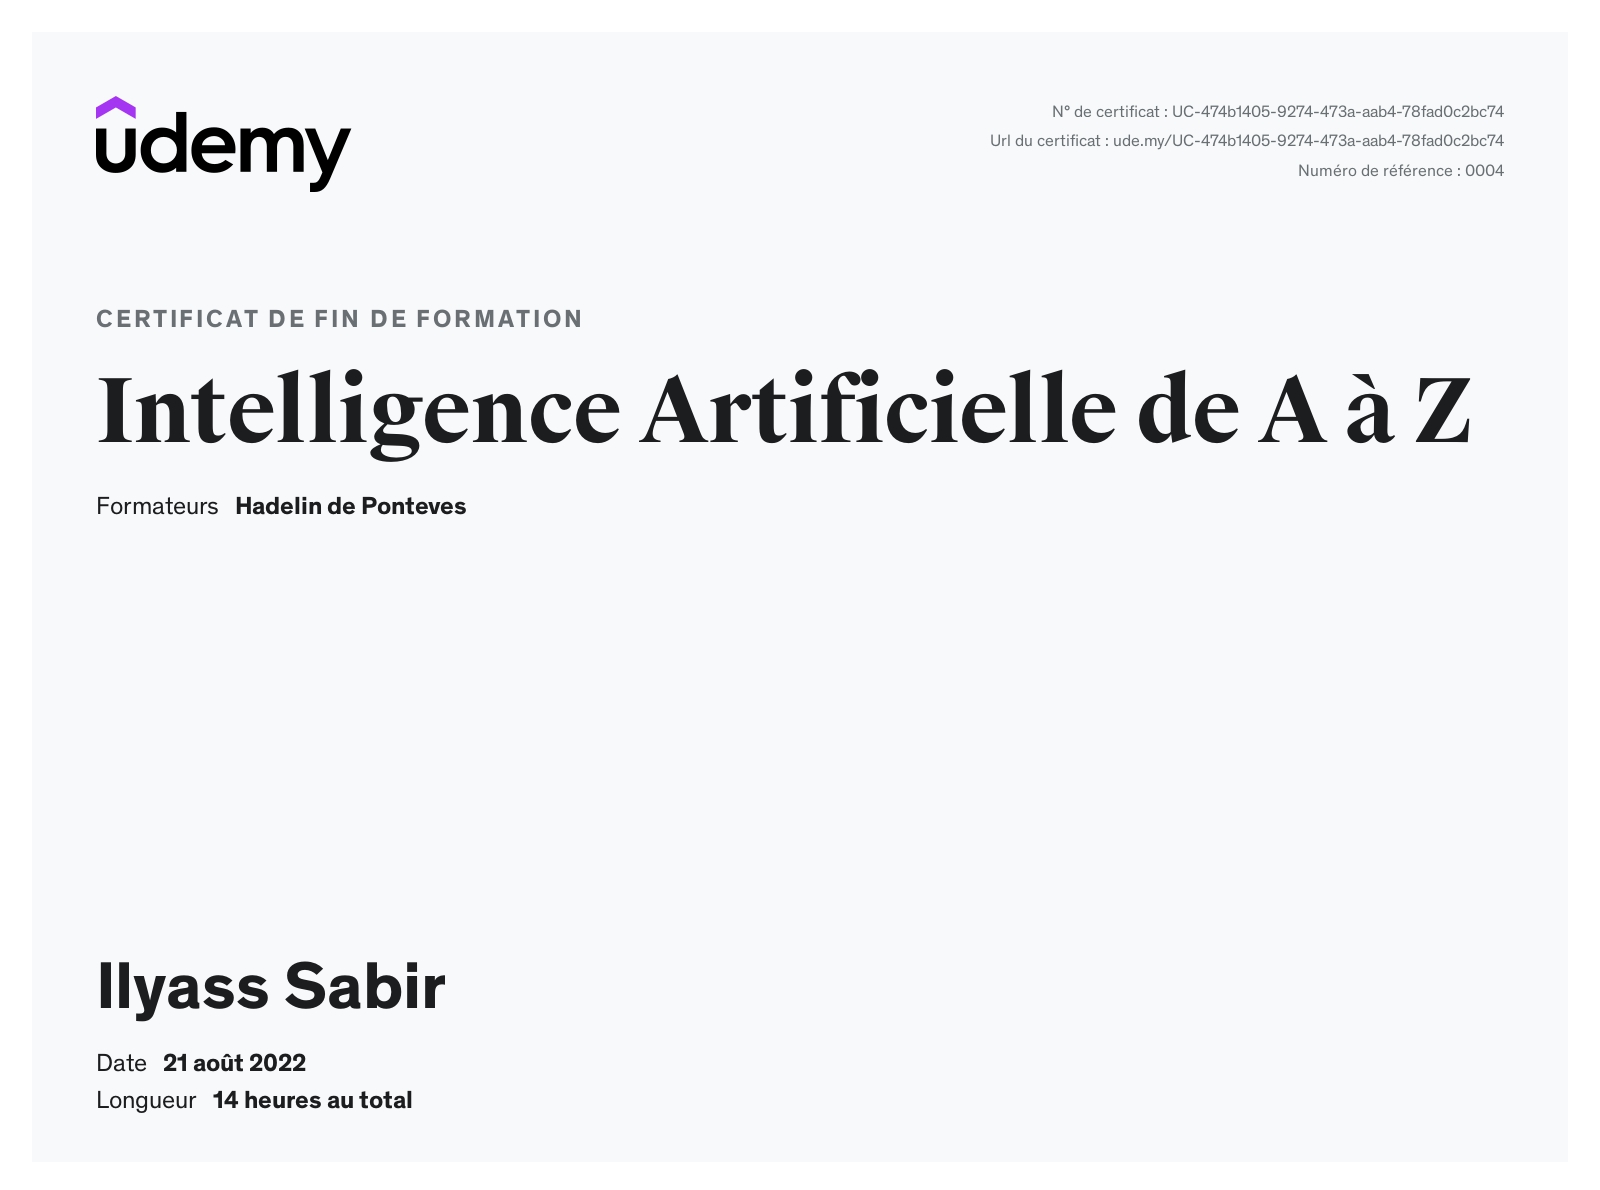 udemy
N° de certificat : UC-474b1405-9274-473a-aab4-78fad0c2bc74
Url du certificat : ude.my/UC-474b1405-9274-473a-aab4-78fad0c2bc74
Numéro de référence : 0004
CERTIFICAT DE FIN DE FORMATION
Intelligence Artificielle de A à Z
Formateurs Hadelin de Ponteves
Ilyass Sabir
Date 21 août 2022
Longueur 14 heures au total